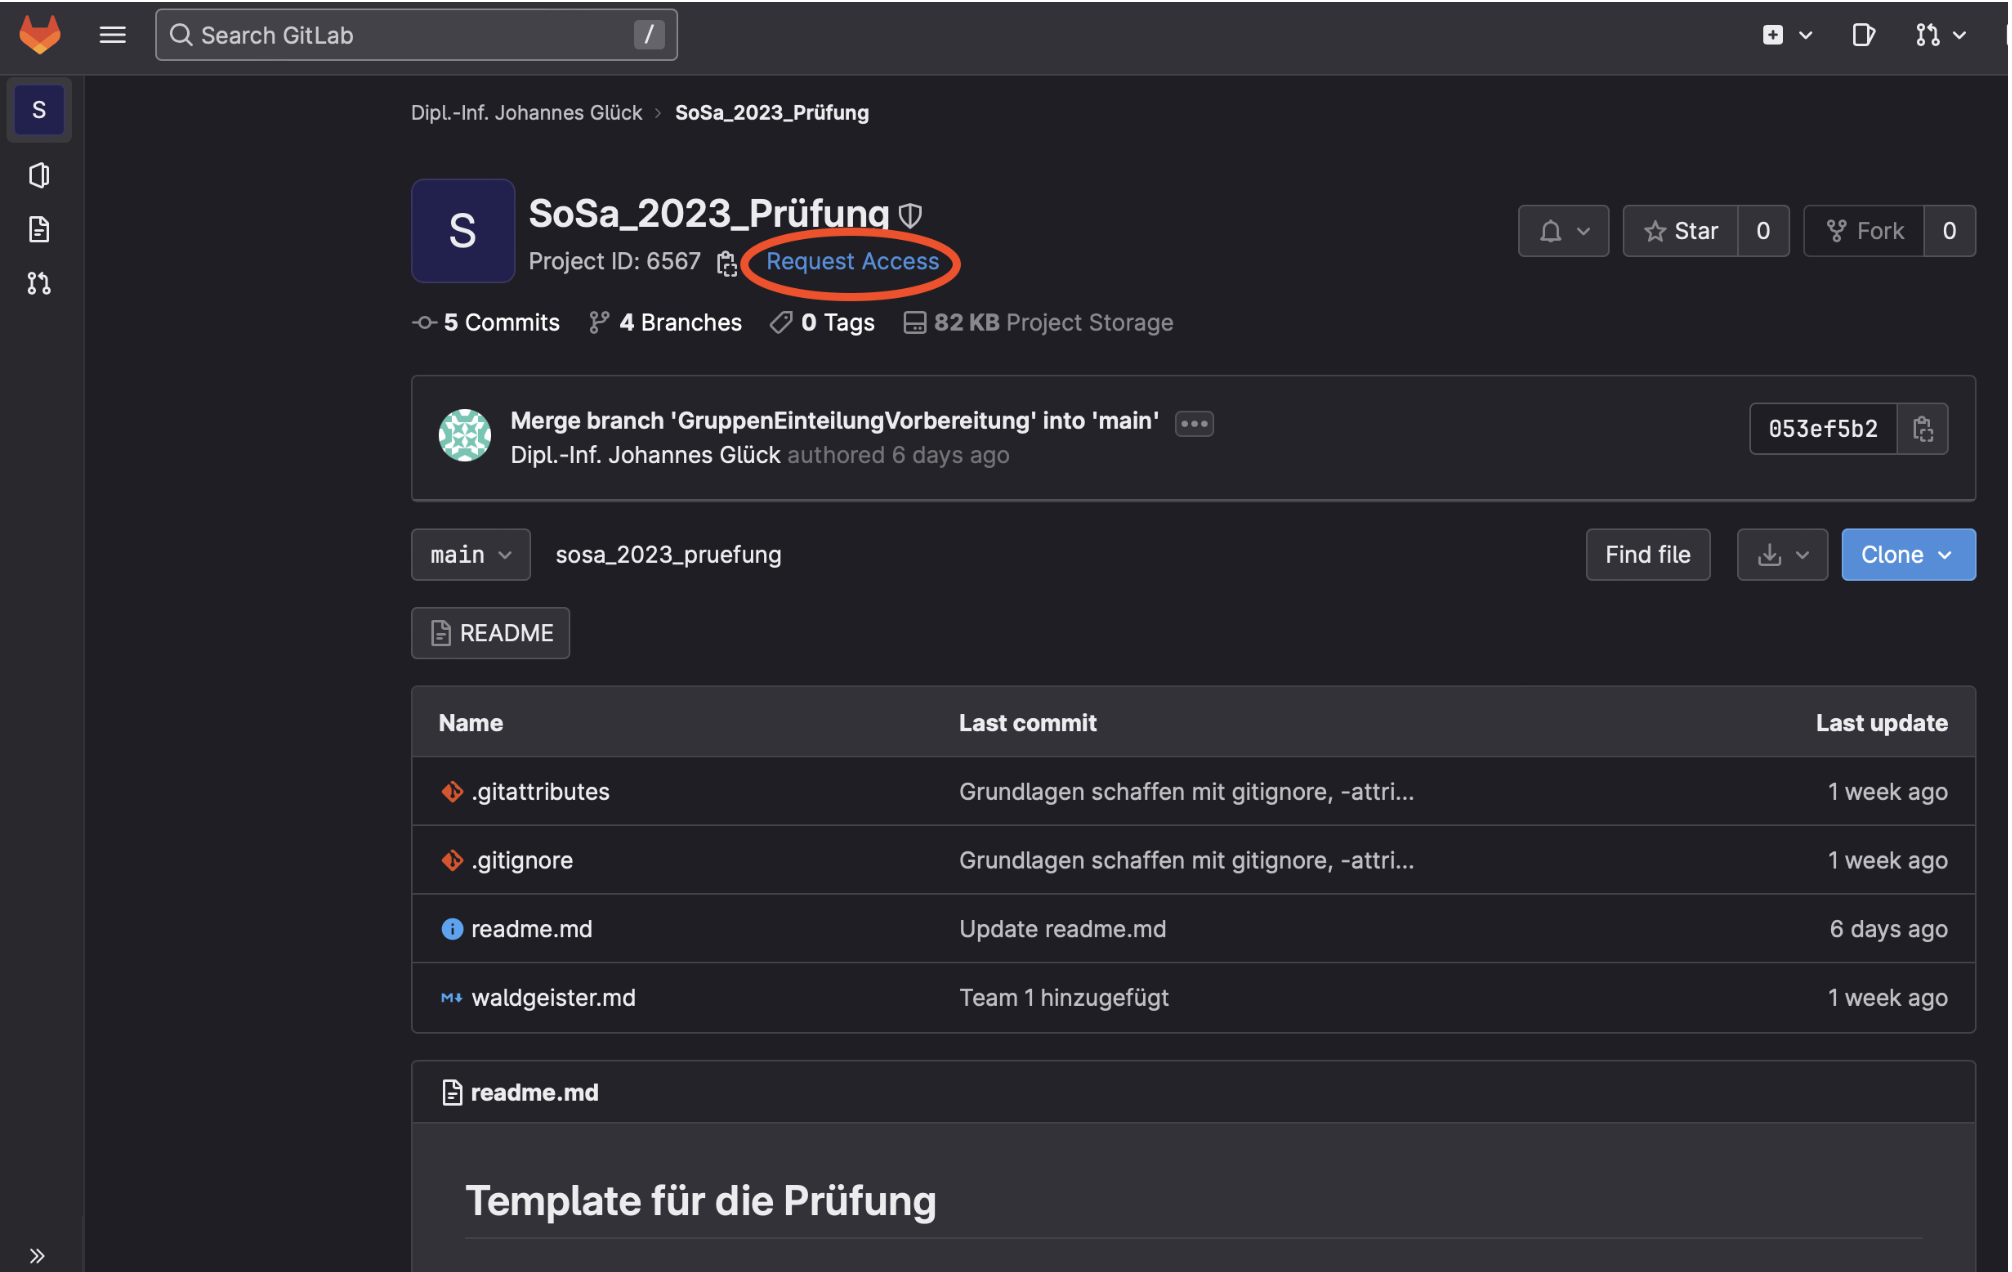 Search GitLab /
S
Dipl.-Inf. Johannes Glück › SoSa_2023_Prüfung
S
SoSa_2023_Prüfung
Project ID: 6567 Request Access
Star 0 Fork 0
5 Commits 4 Branches 0 Tags 82 KB Project Storage
Merge branch 'GruppenEinteilungVorbereitung' into 'main'
Dipl.-Inf. Johannes Glück authored 6 days ago
053ef5b2
main sosa_2023_pruefung Find file Clone
README
Name Last commit Last update
.gitattributes Grundlagen schaffen mit gitignore, -attri... 1 week ago
.gitignore Grundlagen schaffen mit gitignore, -attri... 1 week ago
readme.md Update readme.md 6 days ago
waldgeister.md Team 1 hinzugefügt 1 week ago
readme.md
Template für die Prüfung